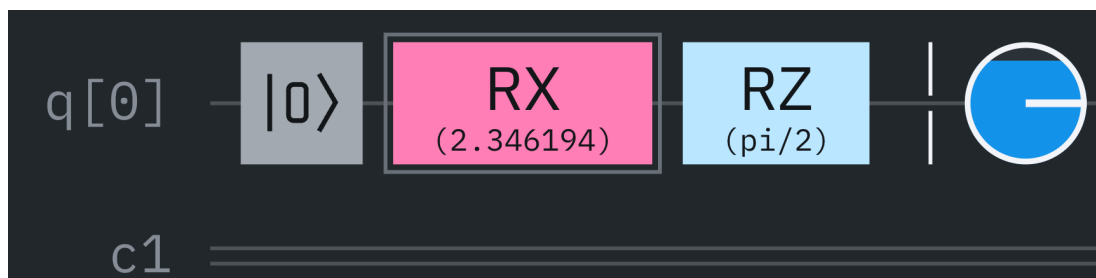 q[0] |0⟩ RX RZ
(2.346194) (pi/2)
c1